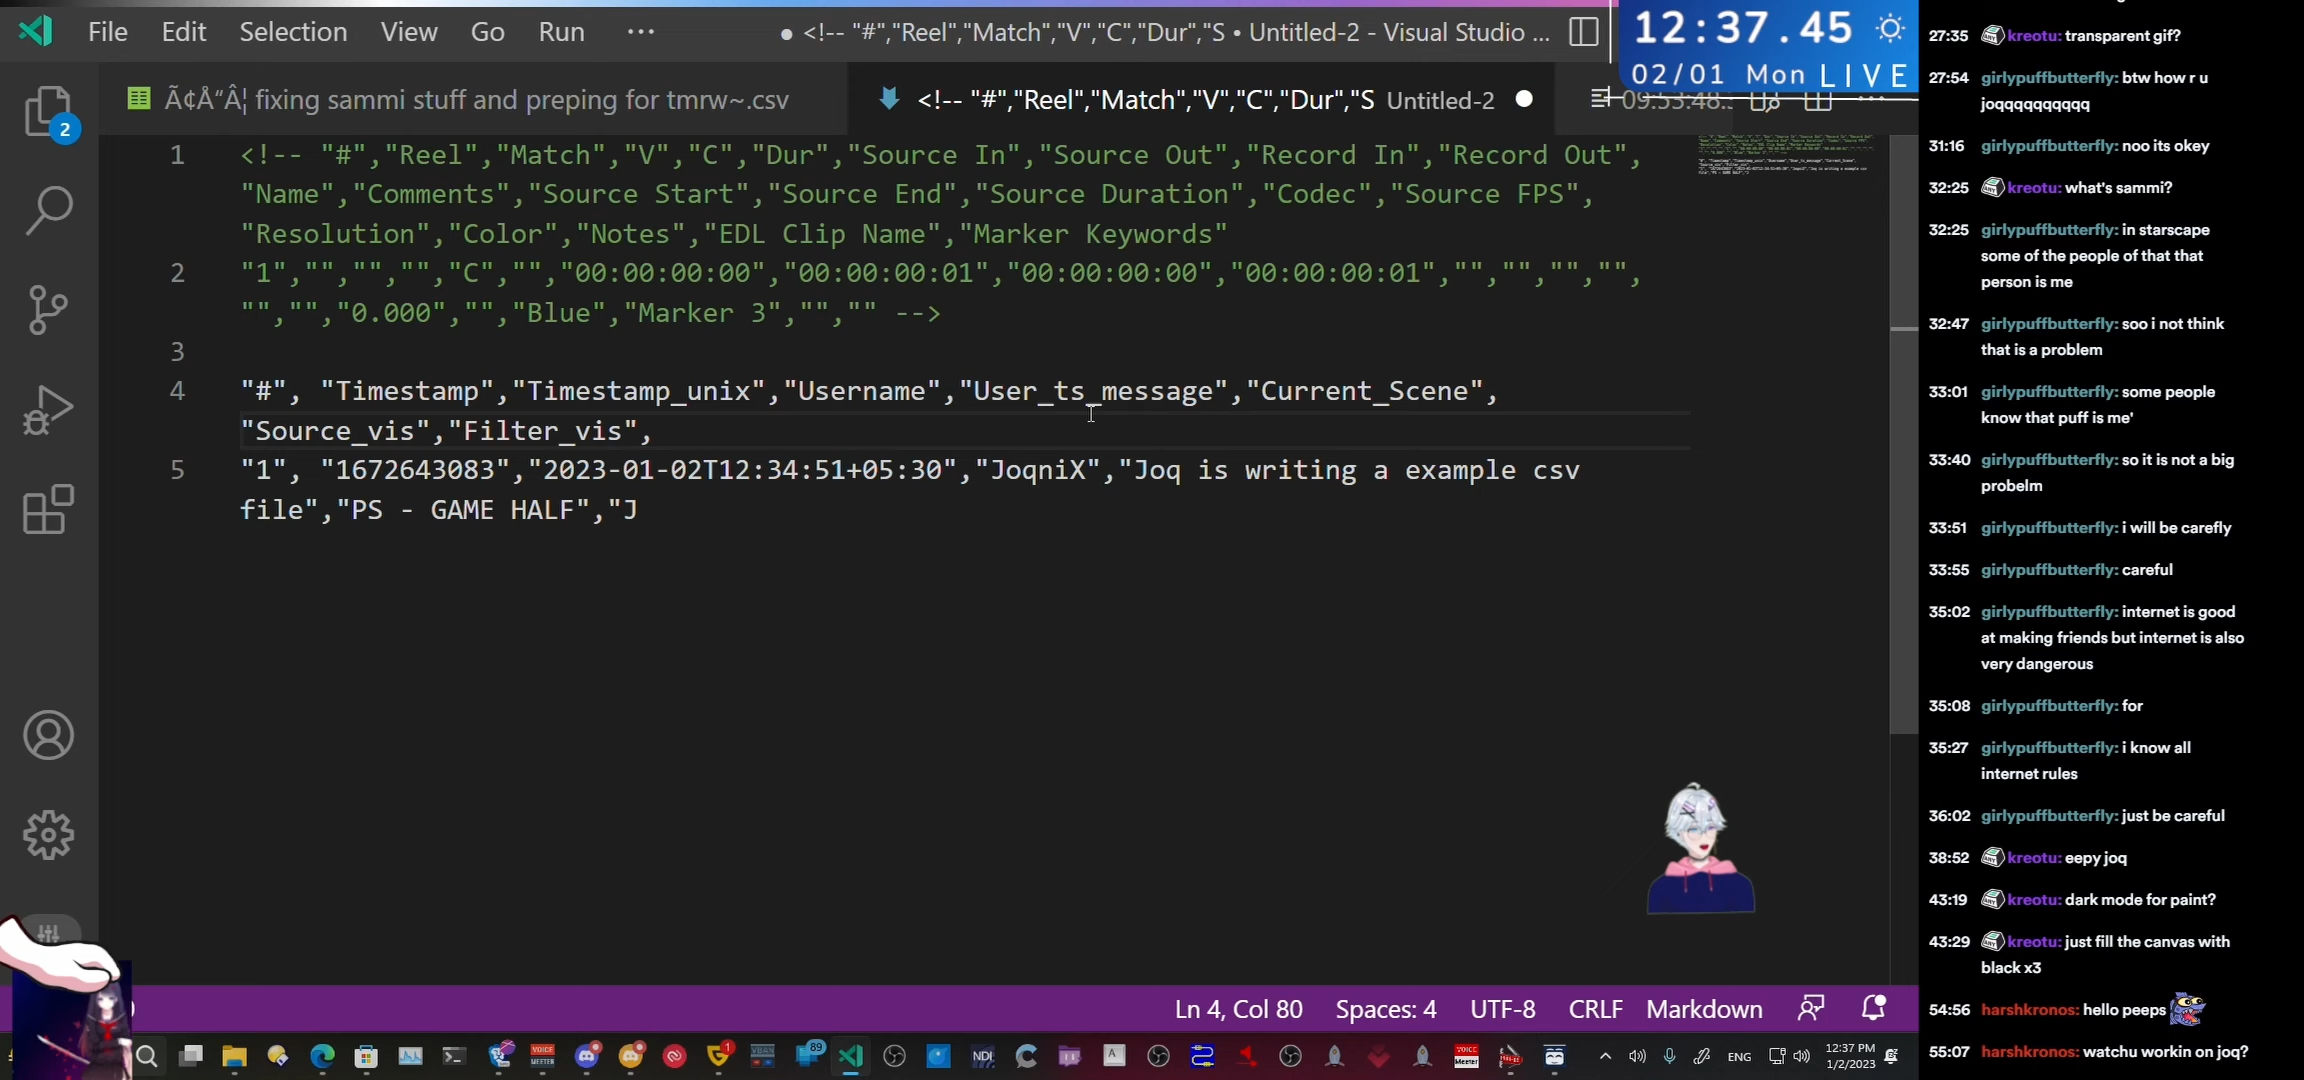 File Edit Selection View Go Run ··· ● <!-- "#","Reel","Match","V","C","Dur","S • Untitled-2 - Visual Studio ...
12:37.45
02/01 Mon LIVE
Ã¢Å“Â¦ fixing sammi stuff and preping for tmrw~.csv <!-- "#","Reel","Match","V","C","Dur","S Untitled-2
2
1 <!-- "#","Reel","Match","V","C","Dur","Source In","Source Out","Record In","Record Out",
"Name","Comments","Source Start","Source End","Source Duration","Codec","Source FPS",
"Resolution","Color","Notes","EDL Clip Name","Marker Keywords"
2 "1","","","","C","","00:00:00:00","00:00:00:01","00:00:00:00","00:00:00:01","","","","",
"","","0.000","","Blue","Marker 3","","" -->
3
4 "#", "Timestamp","Timestamp_unix","Username","User_ts_message","Current_Scene",
"Source_vis","Filter_vis",
5 "1", "1672643083","2023-01-02T12:34:51+05:30","JoqniX","Joq is writing a example csv
file","PS - GAME HALF","J
Ln 4, Col 80 Spaces: 4 UTF-8 CRLF Markdown
ENG
12:37 PM
1/2/2023
27:35 kreotu: transparent gif?
27:54 girlypuffbutterfly: btw how r u
joqqqqqqqqqq
31:16 girlypuffbutterfly: noo its okey
32:25 kreotu: what's sammi?
32:25 girlypuffbutterfly: in starscape
some of the people of that that
person is me
32:47 girlypuffbutterfly: soo i not think
that is a problem
33:01 girlypuffbutterfly: some people
know that puff is me'
33:40 girlypuffbutterfly: so it is not a big
probelm
33:51 girlypuffbutterfly: i will be carefly
33:55 girlypuffbutterfly: careful
35:02 girlypuffbutterfly: internet is good
at making friends but internet is also
very dangerous
35:08 girlypuffbutterfly: for
35:27 girlypuffbutterfly: i know all
internet rules
36:02 girlypuffbutterfly: just be careful
38:52 kreotu: eepy joq
43:19 kreotu: dark mode for paint?
43:29 kreotu: just fill the canvas with
black x3
54:56 harshkronos: hello peeps
55:07 harshkronos: watchu workin on joq?